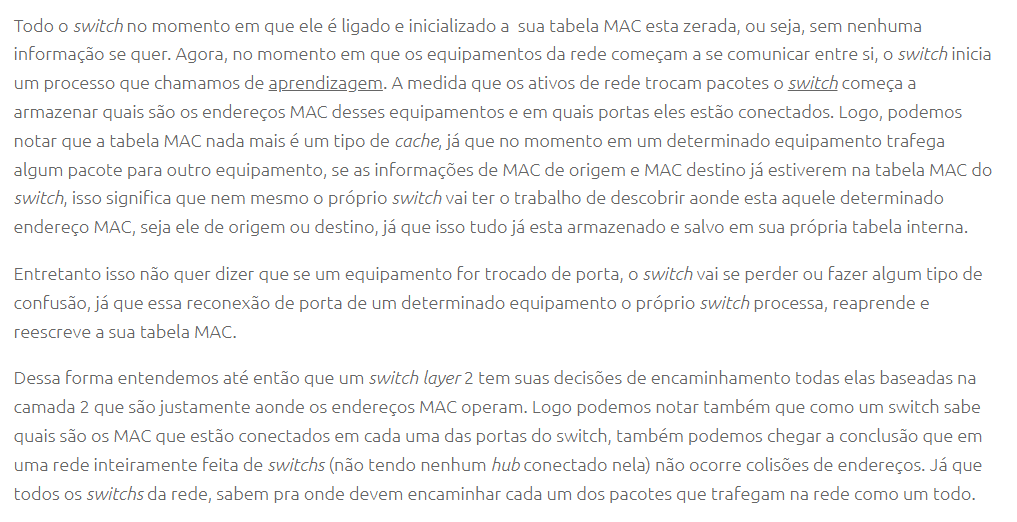 Todo o switch no momento em que ele é ligado e inicializado a sua tabela MAC esta zerada, ou seja, sem nenhuma
informação se quer. Agora, no momento em que os equipamentos da rede começam a se comunicar entre si, o switch inicia
um processo que chamamos de aprendizagem. A medida que os ativos de rede trocam pacotes o switch começa a
armazenar quais são os endereços MAC desses equipamentos e em quais portas eles estão conectados. Logo, podemos
notar que a tabela MAC nada mais é um tipo de cache, já que no momento em um determinado equipamento trafega
algum pacote para outro equipamento, se as informações de MAC de origem e MAC destino já estiverem na tabela MAC do
switch, isso significa que nem mesmo o próprio switch vai ter o trabalho de descobrir aonde esta aquele determinado
endereço MAC, seja ele de origem ou destino, já que isso tudo já esta armazenado e salvo em sua própria tabela interna.
Entretanto isso não quer dizer que se um equipamento for trocado de porta, o switch vai se perder ou fazer algum tipo de
confusão, já que essa reconexão de porta de um determinado equipamento o próprio switch processa, reaprende e
reescreve a sua tabela MAC.
Dessa forma entendemos até então que um switch layer 2 tem suas decisões de encaminhamento todas elas baseadas na
camada 2 que são justamente aonde os endereços MAC operam. Logo podemos notar também que como um switch sabe
quais são os MAC que estão conectados em cada uma das portas do switch, também podemos chegar a conclusão que em
uma rede inteiramente feita de switchs (não tendo nenhum hub conectado nela) não ocorre colisões de endereços. Já que
todos os switchs da rede, sabem pra onde devem encaminhar cada um dos pacotes que trafegam na rede como um todo.